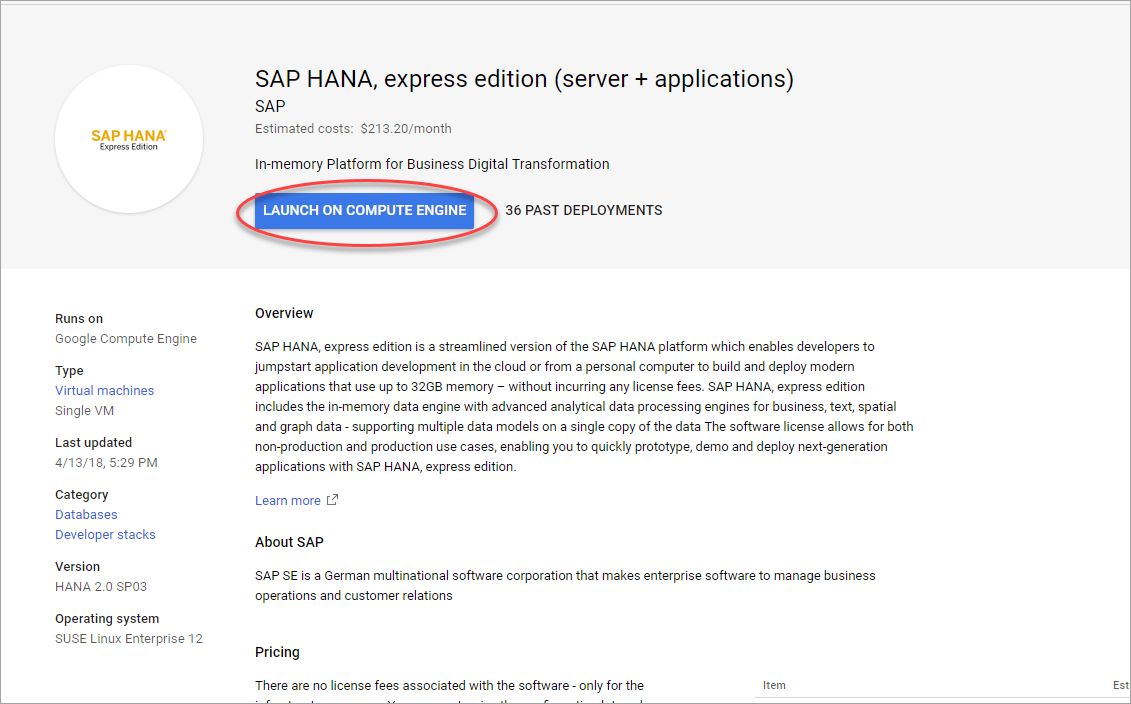 SAP HANA, express edition (server + applications)
SAP
Estimated costs: $213.20/month
SAP HANA
Express Edition
In-memory Platform for Business Digital Transformation
LAUNCH ON COMPUTE ENGINE
36 PAST DEPLOYMENTS
Runs on
Google Compute Engine
Type
Virtual machines
Single VM
Last updated
4/13/18, 5:29 PM
Category
Databases
Developer stacks
Version
HANA 2.0 SP03
Operating system
SUSE Linux Enterprise 12
Overview
SAP HANA, express edition is a streamlined version of the SAP HANA platform which enables developers to
jumpstart application development in the cloud or from a personal computer to build and deploy modern
applications that use up to 32GB memory – without incurring any license fees. SAP HANA, express edition
includes the in-memory data engine with advanced analytical data processing engines for business, text, spatial
and graph data - supporting multiple data models on a single copy of the data The software license allows for both
non-production and production use cases, enabling you to quickly prototype, demo and deploy next-generation
applications with SAP HANA, express edition.
Learn more
About SAP
SAP SE is a German multinational software corporation that makes enterprise software to manage business
operations and customer relations
Pricing
There are no license fees associated with the software - only for the
Item
Est